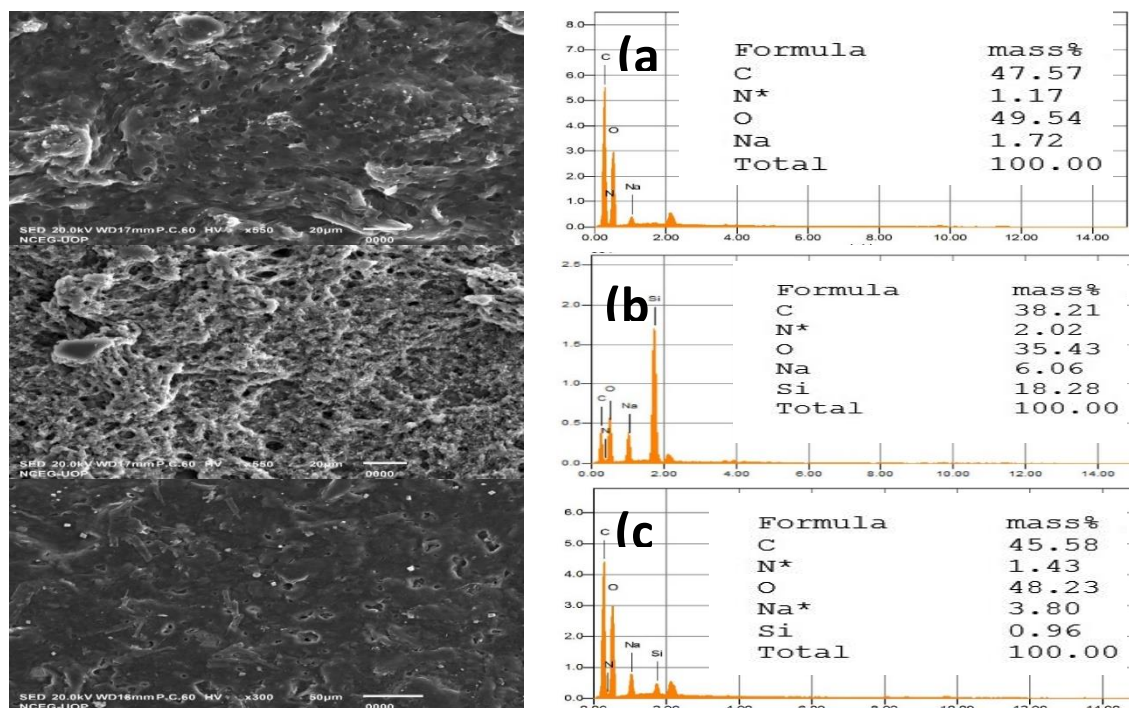 SED 20.0kV WD17mm P.C.60 HV x550 20µm
NCEG-UOP 0000
8.0
7.0
6.0
5.0
4.0
3.0
2.0
1.0
0.0
C
O
N
Na
(a
Formula mass%
C 47.57
N* 1.17
O 49.54
Na 1.72
Total 100.00
0.00 2.00 4.00 6.00 8.00 10.00 12.00 14.00
SED 20.0kV WD17mm P.C.60 HV x550 20µm
NCEG-UOP 0000
2.5
2.0
1.5
1.0
0.5
0.0
C
O
N
Na
Si
(b)
Formula mass%
C 38.21
N* 2.02
O 35.43
Na 6.06
Si 18.28
Total 100.00
0.00 2.00 4.00 6.00 8.00 10.00 12.00 14.00
SED 20.0kV WD16mm P.C.60 HV x300 50µm
NCEG-UOP 0000
6.0
5.0
4.0
3.0
2.0
1.0
0.0
C
O
N
Na
Si
(c)
Formula mass%
C 45.58
N* 1.43
O 48.23
Na* 3.80
Si 0.96
Total 100.00